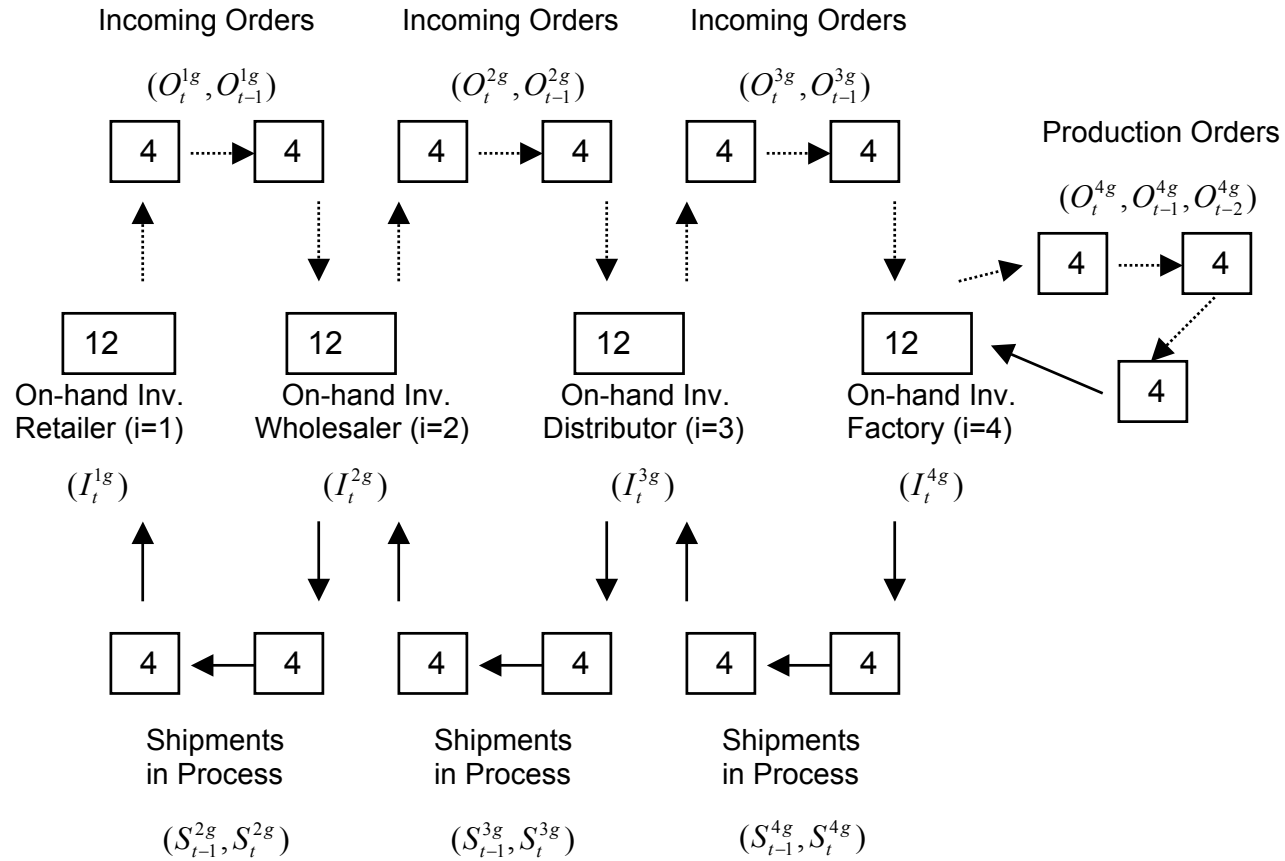 Incoming Orders Incoming Orders Incoming Orders
$(O_t^{1g}, O_{t-1}^{1g})$ $(O_t^{2g}, O_{t-1}^{2g})$ $(O_t^{3g}, O_{t-1}^{3g})$
4 4 4 4 4 4
Production Orders
$(O_t^{4g}, O_{t-1}^{4g}, O_{t-2}^{4g})$
4 4
12 12 12 12
4
On-hand Inv. On-hand Inv. On-hand Inv. On-hand Inv.
Retailer (i=1) Wholesaler (i=2) Distributor (i=3) Factory (i=4)
$(I_t^{1g})$ $(I_t^{2g})$ $(I_t^{3g})$ $(I_t^{4g})$
4 4 4 4 4 4
Shipments Shipments Shipments
in Process in Process in Process
$(S_{t-1}^{2g}, S_t^{2g})$ $(S_{t-1}^{3g}, S_t^{3g})$ $(S_{t-1}^{4g}, S_t^{4g})$